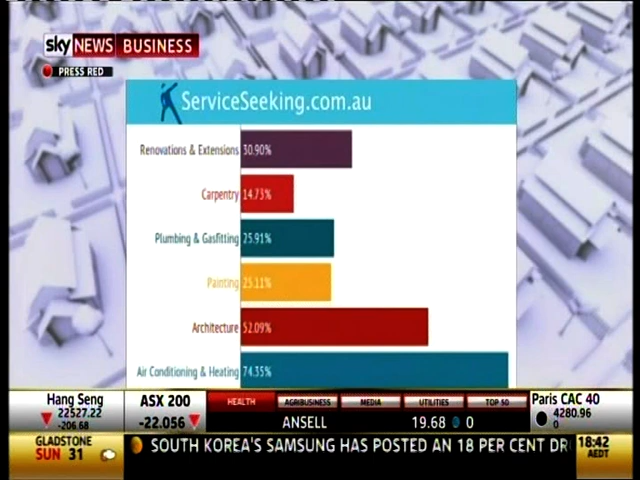 sky NEWS BUSINESS
PRESS RED
ServiceSeeking.com.au
Renovations & Extensions 30.90%
Carpentry 14.73%
Plumbing & Gasfitting 25.91%
Painting 25.11%
Architecture 52.09%
Air Conditioning & Heating 74.35%
Hang Seng
22527.22
-206.68
ASX 200
-22.056
HEALTH AGRIBUSINESS MEDIA UTILITIES TOP 50
ANSELL 19.68 0
Paris CAC 40
4280.96
0
GLADSTONE
SUN 31
SOUTH KOREA'S SAMSUNG HAS POSTED AN 18 PER CENT DR
18:42
AEDT